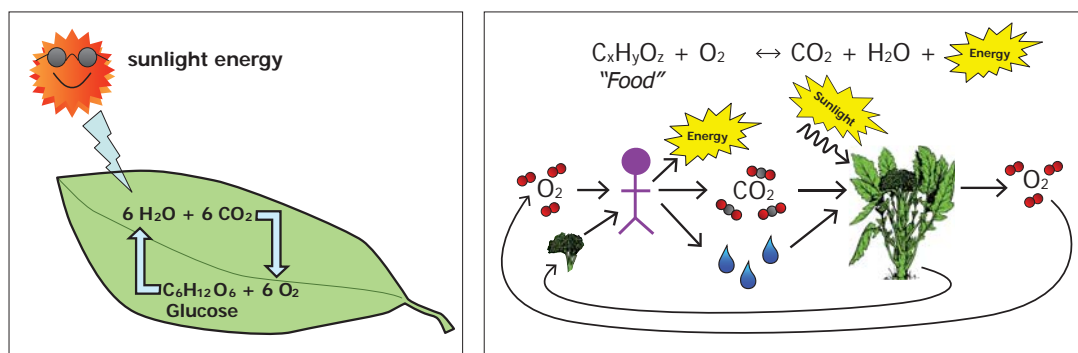 sunlight energy
6 H₂O + 6 CO₂
C₆H₁₂O₆ + 6 O₂
Glucose
CₓHᵧO_z + O₂ ↔ CO₂ + H₂O + Energy
"Food"
Sunlight
Energy
O₂
CO₂
O₂